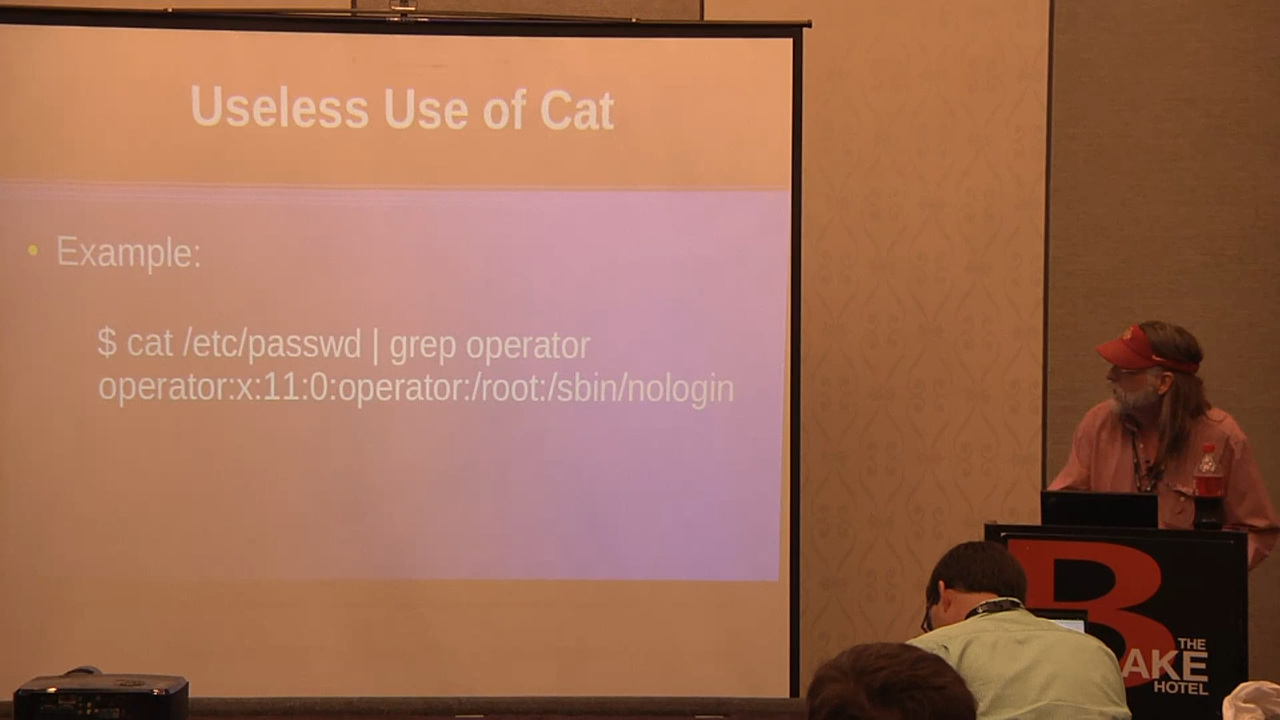 Useless Use of Cat
• Example:
$ cat /etc/passwd | grep operator
operator:x:11:0:operator:/root:/sbin/nologin
B
THE
AKE
HOTEL